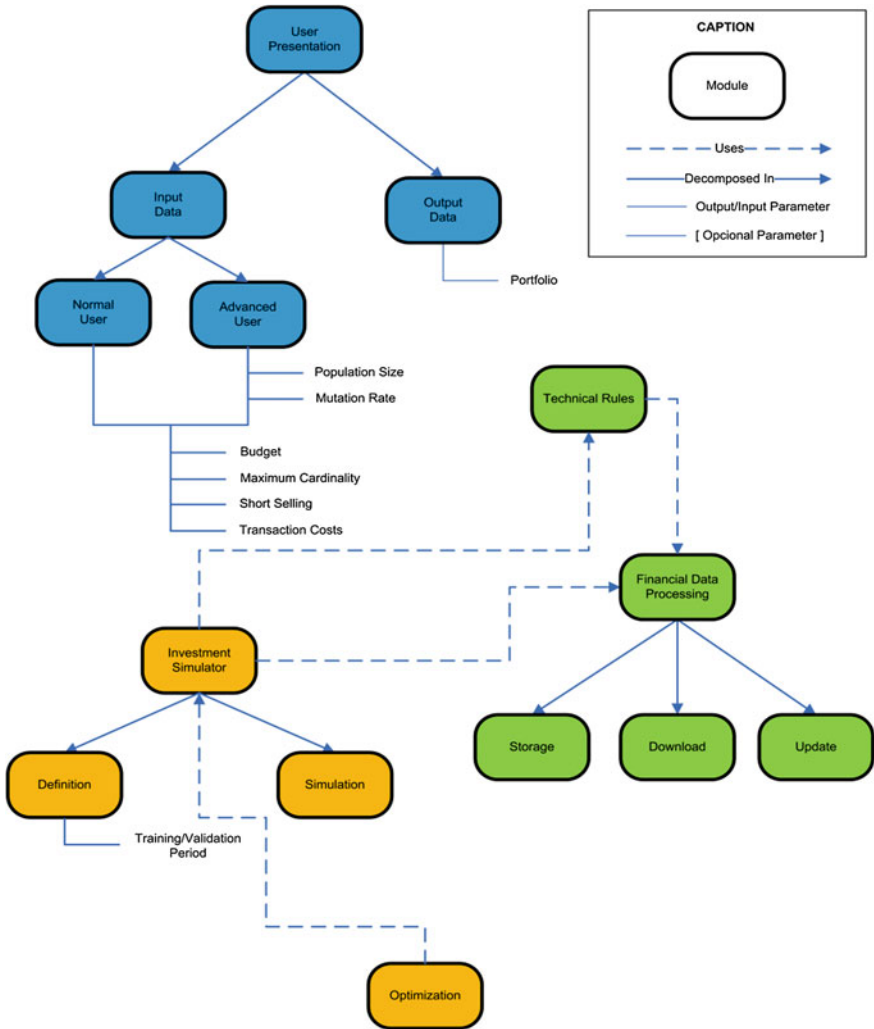 User
Presentation
CAPTION
Module
Uses
Decomposed In
Output/Input Parameter
[ Opcional Parameter ]
Input
Data
Output
Data
Portfolio
Normal
User
Advanced
User
Population Size
Mutation Rate
Budget
Maximum Cardinality
Short Selling
Transaction Costs
Technical Rules
Financial Data
Processing
Investment
Simulator
Storage
Download
Update
Definition
Simulation
Training/Validation
Period
Optimization